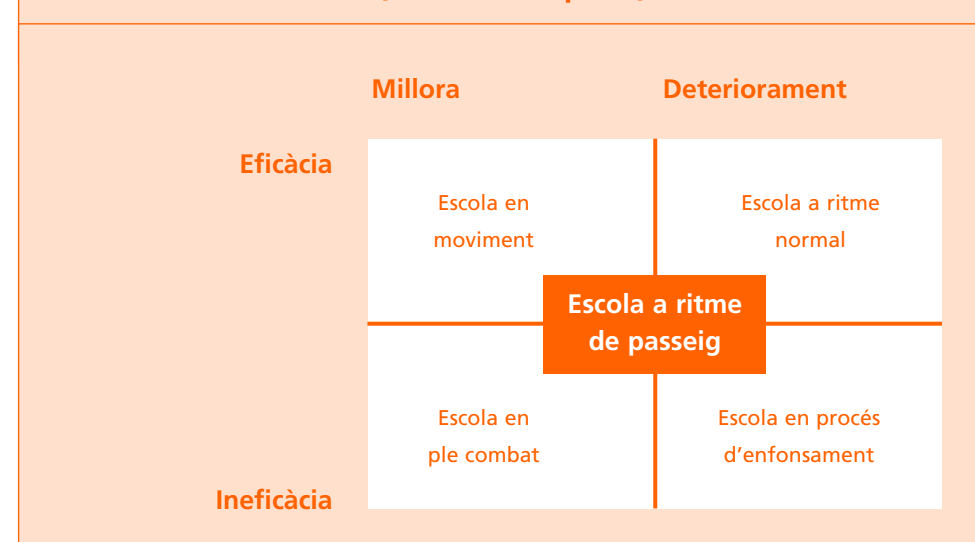 Millora
Deteriorament
Eficàcia
Escola en
moviment
Escola a ritme
normal
Escola a ritme
de passeig
Escola en
ple combat
Escola en procés
d'enfonsament
Ineficàcia